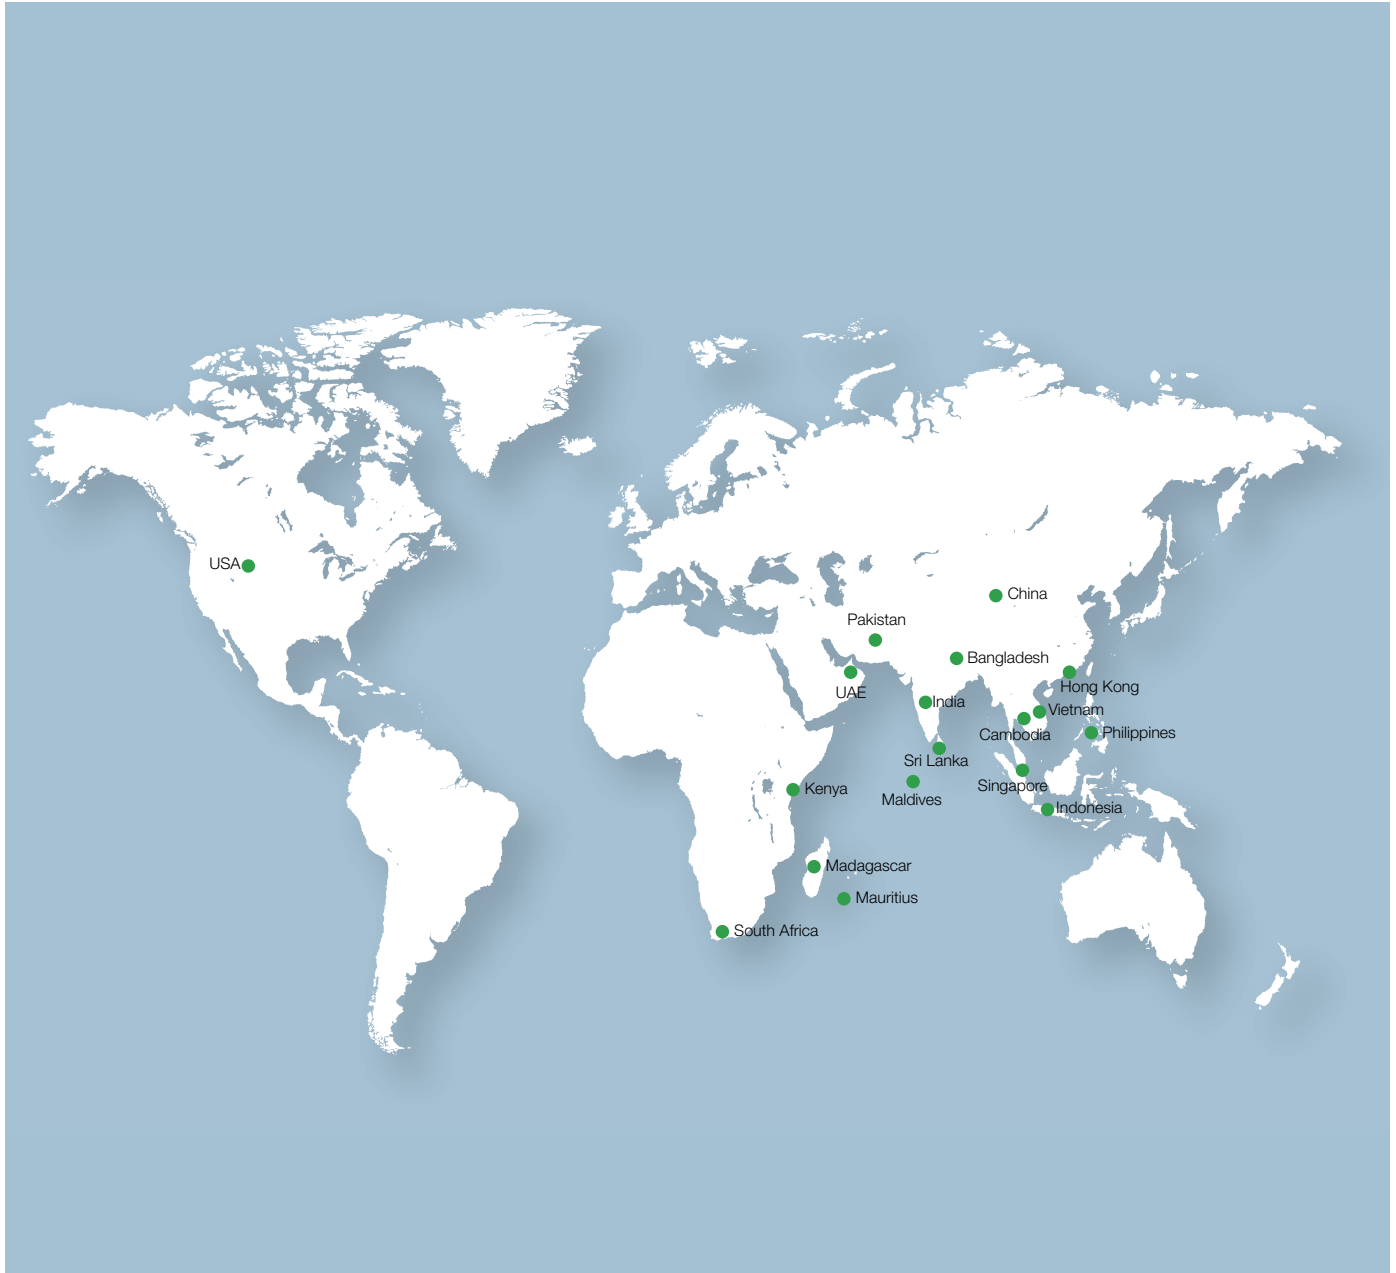 USA
China
Pakistan
Bangladesh
UAE
Hong Kong
India
Vietnam
Cambodia
Philippines
Sri Lanka
Singapore
Kenya
Maldives
Indonesia
Madagascar
Mauritius
South Africa